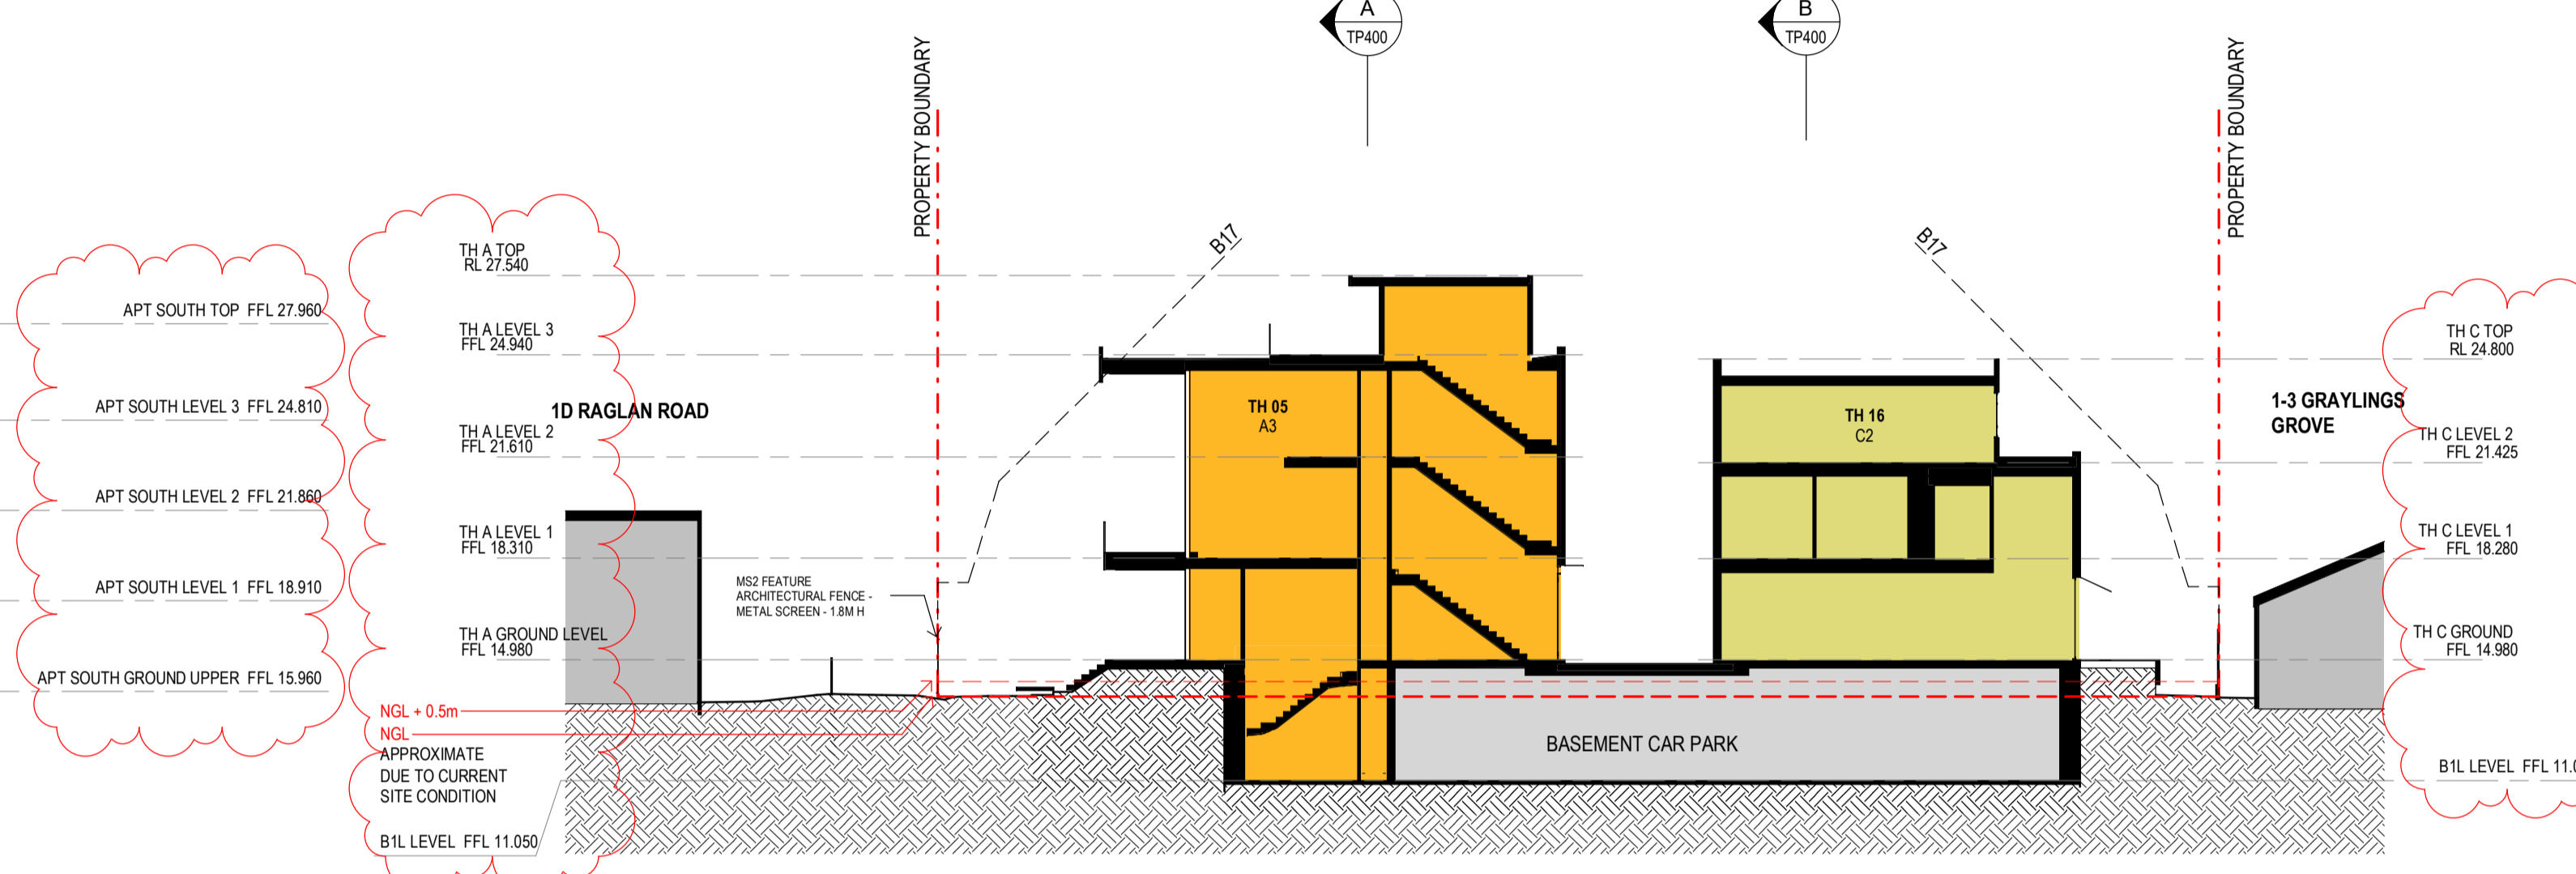 A
TP400
B
TP400
PROPERTY BOUNDARY
PROPERTY BOUNDARY
B17
B17
TH A TOP
RL 27.540
APT SOUTH TOP FFL 27.960
TH A LEVEL 3
FFL 24.940
TH C TOP
RL 24.800
APT SOUTH LEVEL 3 FFL 24.810
1D RAGLAN ROAD
TH 05
A3
TH 16
C2
1-3 GRAYLINGS
GROVE
TH A LEVEL 2
FFL 21.610
TH C LEVEL 2
FFL 21.425
APT SOUTH LEVEL 2 FFL 21.860
TH A LEVEL 1
FFL 18.310
TH C LEVEL 1
FFL 18.280
APT SOUTH LEVEL 1 FFL 18.910
MS2 FEATURE
ARCHITECTURAL FENCE -
METAL SCREEN - 1.8M H
TH A GROUND LEVEL
FFL 14.980
TH C GROUND
FFL 14.980
APT SOUTH GROUND UPPER FFL 15.960
NGL + 0.5m
NGL
APPROXIMATE
DUE TO CURRENT
SITE CONDITION
BASEMENT CAR PARK
B1L LEVEL FFL 11.050
B1L LEVEL FFL